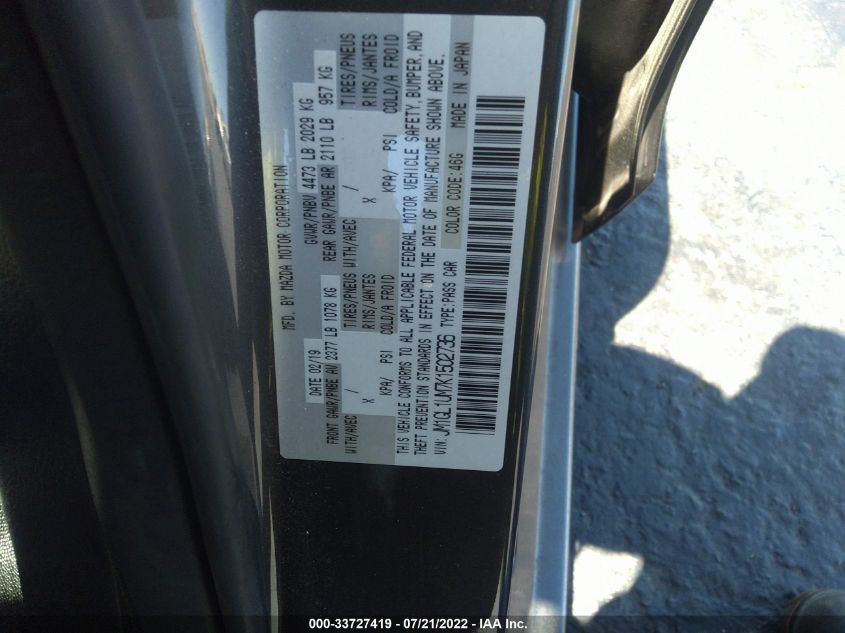 MFD. BY MAZDA MOTOR CORPORATION
DATE 02/19 GVWR/PNBV 4473 LB 2029 KG
FRONT GAWR/PNBE AV 2377 LB 1078 KG REAR GAWR/PNBE AR 2110 LB 957 KG
WITH/AVEC TIRES/PNEUS WITH/AVEC TIRES/PNEUS
X / RIMS/JANTES X / RIMS/JANTES
KPA/ PSI COLD/A FROID KPA/ PSI COLD/A FROID
THIS VEHICLE CONFORMS TO ALL APPLICABLE FEDERAL MOTOR VEHICLE SAFETY, BUMPER, AND
THEFT PREVENTION STANDARDS IN EFFECT ON THE DATE OF MANUFACTURE SHOWN ABOVE.
VIN: JM1GL1UM7K1502736 TYPE:PASS CAR COLOR CODE:46G MADE IN JAPAN
000-33727419 - 07/21/2022 - IAA Inc.